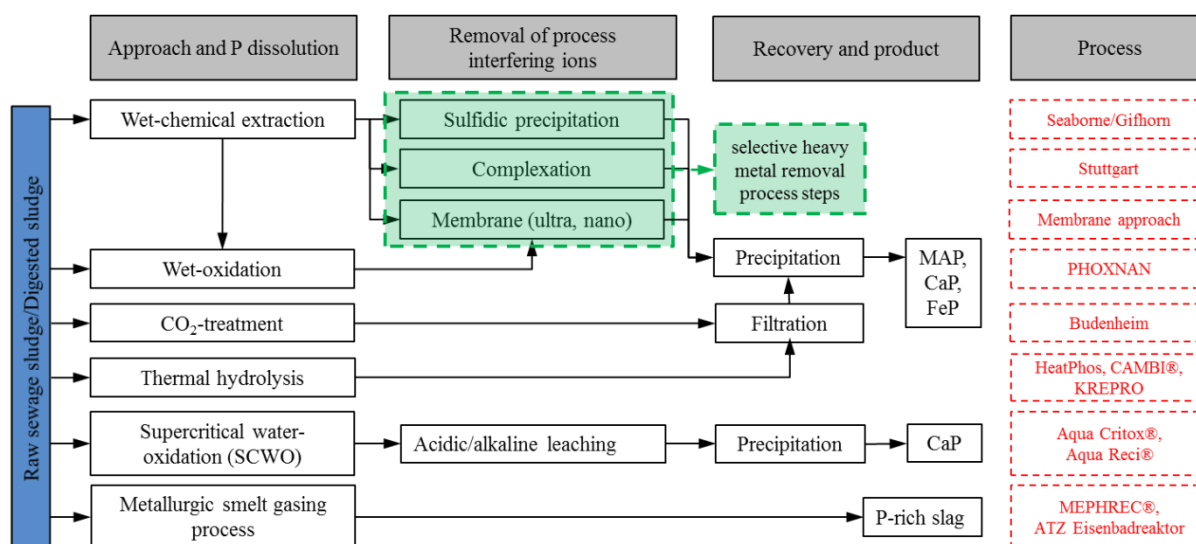 Approach and P dissolution
Removal of process
interfering ions
Recovery and product
Process
Raw sewage sludge/Digested sludge
Wet-chemical extraction
Sulfidic precipitation
Seaborne/Gifhorn
Complexation
selective heavy
metal removal
process steps
Stuttgart
Membrane (ultra, nano)
Membrane approach
Wet-oxidation
Precipitation
MAP,
CaP,
FeP
PHOXNAN
CO₂-treatment
Filtration
Budenheim
Thermal hydrolysis
HeatPhos, CAMBI®,
KREPRO
Supercritical water-
oxidation (SCWO)
Acidic/alkaline leaching
Precipitation
CaP
Aqua Critox®,
Aqua Reci®
Metallurgic smelt gasing
process
P-rich slag
MEPHREC®,
ATZ Eisenbadreaktor